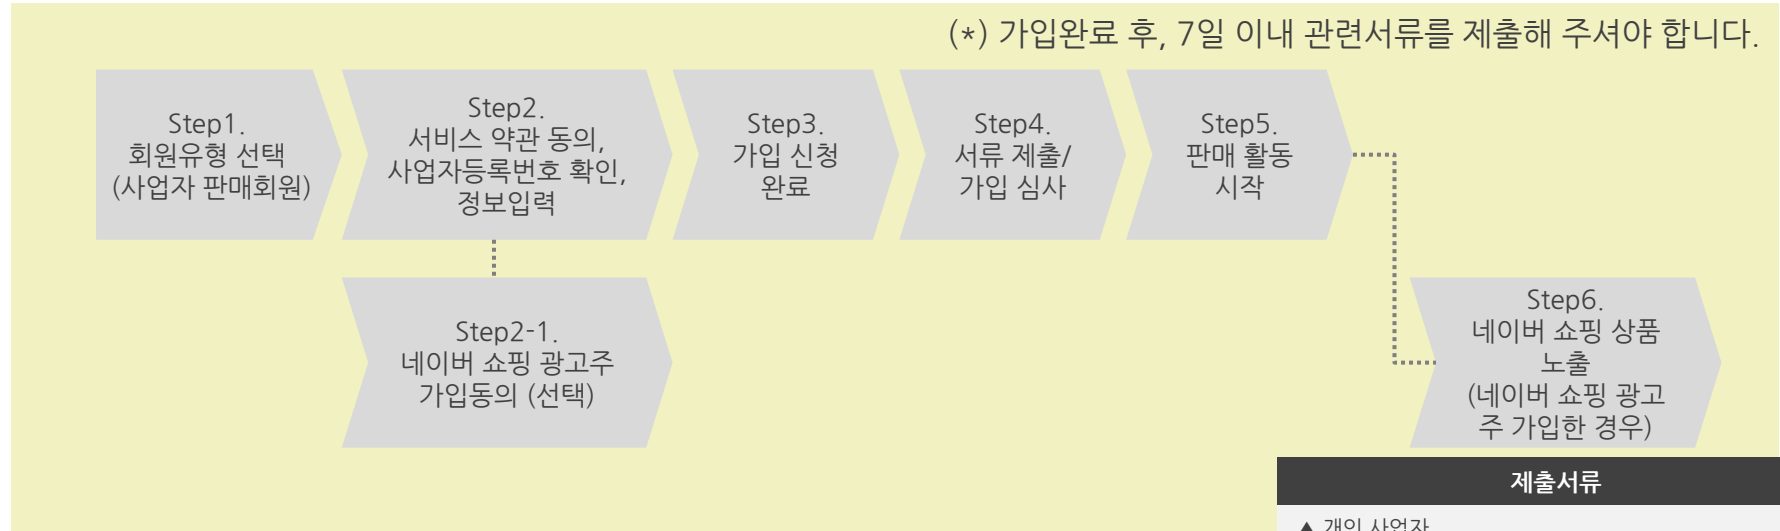 (*) 가입완료 후, 7일 이내 관련서류를 제출해 주셔야 합니다.
Step1.
회원유형 선택
(사업자 판매회원)
Step2.
서비스 약관 동의,
사업자등록번호 확인,
정보입력
Step3.
가입 신청
완료
Step4.
서류 제출/
가입 심사
Step5.
판매 활동
시작
Step2-1.
네이버 쇼핑 광고주
가입동의 (선택)
Step6.
네이버 쇼핑 상품
노출
(네이버 쇼핑 광고
주 가입한 경우)
제출서류
▲ 개인 사업자